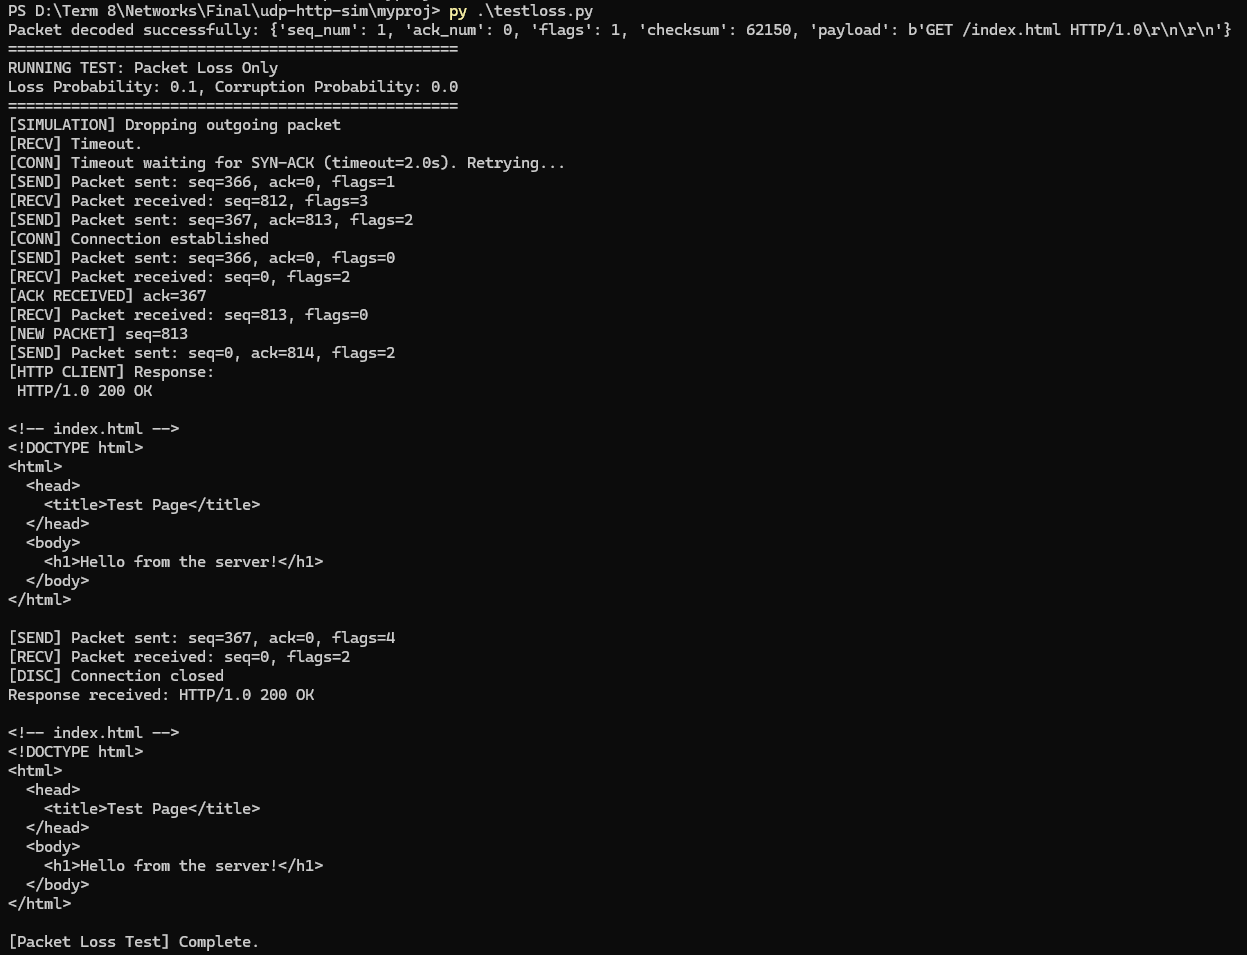 PS D:\Term 8\Networks\Final\udp-http-sim\myproj> py .\testloss.py
Packet decoded successfully: {'seq_num': 1, 'ack_num': 0, 'flags': 1, 'checksum': 62150, 'payload': b'GET /index.html HTTP/1.0\r\n\r\n'}
==================================================
RUNNING TEST: Packet Loss Only
Loss Probability: 0.1, Corruption Probability: 0.0
==================================================
[SIMULATION] Dropping outgoing packet
[RECV] Timeout.
[CONN] Timeout waiting for SYN-ACK (timeout=2.0s). Retrying...
[SEND] Packet sent: seq=366, ack=0, flags=1
[RECV] Packet received: seq=812, flags=3
[SEND] Packet sent: seq=367, ack=813, flags=2
[CONN] Connection established
[SEND] Packet sent: seq=366, ack=0, flags=0
[RECV] Packet received: seq=0, flags=2
[ACK RECEIVED] ack=367
[RECV] Packet received: seq=813, flags=0
[NEW PACKET] seq=813
[SEND] Packet sent: seq=0, ack=814, flags=2
[HTTP CLIENT] Response:
 HTTP/1.0 200 OK

<!-- index.html -->
<!DOCTYPE html>
<html>
  <head>
    <title>Test Page</title>
  </head>
  <body>
    <h1>Hello from the server!</h1>
  </body>
</html>

[SEND] Packet sent: seq=367, ack=0, flags=4
[RECV] Packet received: seq=0, flags=2
[DISC] Connection closed
Response received: HTTP/1.0 200 OK

<!-- index.html -->
<!DOCTYPE html>
<html>
  <head>
    <title>Test Page</title>
  </head>
  <body>
    <h1>Hello from the server!</h1>
  </body>
</html>

[Packet Loss Test] Complete.